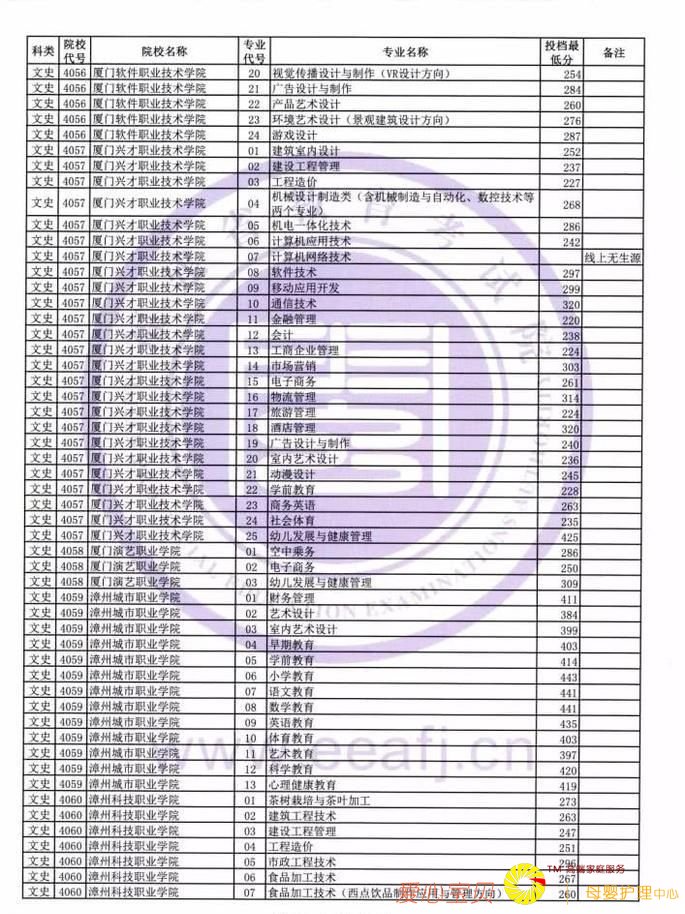 科类 院校代号 院校名称 专业代号 专业名称 投档最低分 备注
文史 4056 厦门软件职业技术学院 20 视觉传播设计与制作（VR设计方向） 254
文史 4056 厦门软件职业技术学院 21 广告设计与制作 284
文史 4056 厦门软件职业技术学院 22 产品艺术设计 260
文史 4056 厦门软件职业技术学院 23 环境艺术设计（景观建筑设计方向） 276
文史 4056 厦门软件职业技术学院 24 游戏设计 287
文史 4057 厦门兴才职业技术学院 01 建筑室内设计 252
文史 4057 厦门兴才职业技术学院 02 建设工程管理 237
文史 4057 厦门兴才职业技术学院 03 工程造价 227
文史 4057 厦门兴才职业技术学院 04 机械设计制造类（含机械制造与自动化、数控技术等两个专业） 268
文史 4057 厦门兴才职业技术学院 05 机电一体化技术 286
文史 4057 厦门兴才职业技术学院 06 计算机应用技术 242
文史 4057 厦门兴才职业技术学院 07 计算机网络技术 线上无生源
文史 4057 厦门兴才职业技术学院 08 软件技术 297
文史 4057 厦门兴才职业技术学院 09 移动应用开发 299
文史 4057 厦门兴才职业技术学院 10 通信技术 320
文史 4057 厦门兴才职业技术学院 11 金融管理 220
文史 4057 厦门兴才职业技术学院 12 会计 238
文史 4057 厦门兴才职业技术学院 13 工商企业管理 224
文史 4057 厦门兴才职业技术学院 14 市场营销 303
文史 4057 厦门兴才职业技术学院 15 电子商务 261
文史 4057 厦门兴才职业技术学院 16 物流管理 314
文史 4057 厦门兴才职业技术学院 17 旅游管理 224
文史 4057 厦门兴才职业技术学院 18 酒店管理 320
文史 4057 厦门兴才职业技术学院 19 广告设计与制作 240
文史 4057 厦门兴才职业技术学院 20 室内艺术设计 236
文史 4057 厦门兴才职业技术学院 21 动漫设计 245
文史 4057 厦门兴才职业技术学院 22 学前教育 228
文史 4057 厦门兴才职业技术学院 23 商务英语 263
文史 4057 厦门兴才职业技术学院 24 社会体育 235
文史 4057 厦门兴才职业技术学院 25 幼儿发展与健康管理 425
文史 4058 厦门演艺职业学院 01 空中乘务 286
文史 4058 厦门演艺职业学院 02 电子商务 250
文史 4058 厦门演艺职业学院 03 幼儿发展与健康管理 309
文史 4059 漳州城市职业学院 01 财务管理 411
文史 4059 漳州城市职业学院 02 艺术设计 384
文史 4059 漳州城市职业学院 03 室内艺术设计 399
文史 4059 漳州城市职业学院 04 早期教育 403
文史 4059 漳州城市职业学院 05 学前教育 414
文史 4059 漳州城市职业学院 06 小学教育 443
文史 4059 漳州城市职业学院 07 语文教育 441
文史 4059 漳州城市职业学院 08 数学教育 441
文史 4059 漳州城市职业学院 09 英语教育 435
文史 4059 漳州城市职业学院 10 体育教育 403
文史 4059 漳州城市职业学院 11 艺术教育 397
文史 4059 漳州城市职业学院 12 科学教育 420
文史 4059 漳州城市职业学院 13 心理健康教育 419
文史 4060 漳州科技职业学院 01 茶树栽培与茶叶加工 273
文史 4060 漳州科技职业学院 02 建筑工程技术 263
文史 4060 漳州科技职业学院 03 建设工程管理 247
文史 4060 漳州科技职业学院 04 工程造价 251
文史 4060 漳州科技职业学院 05 市政工程技术 296
文史 4060 漳州科技职业学院 06 食品加工技术 267
文史 4060 漳州科技职业学院 07 食品加工技术（西点饮品制作应用与管理方向） 260
www.eeafj.cn
TM 高端家庭服务
母婴护理中心